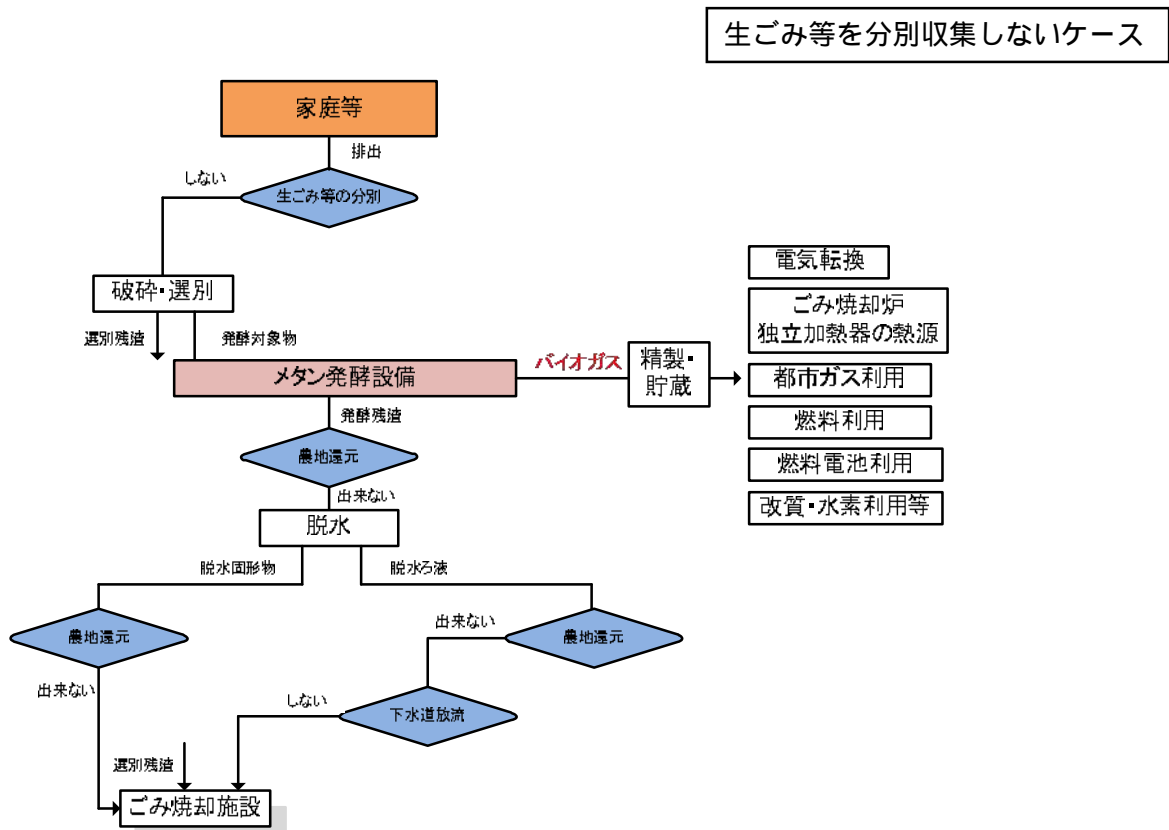 生ごみ等を分別収集しないケース
家庭等
排出
しない
生ごみ等の分別
破砕・選別
選別残渣
発酵対象物
メタン発酵設備
バイオガス
精製・
貯蔵
電気転換
ごみ焼却炉
独立加熱器の熱源
都市ガス利用
燃料利用
燃料電池利用
改質・水素利用等
発酵残渣
農地還元
出来ない
脱水
脱水固形物
脱水ろ液
農地還元
出来ない
農地還元
出来ない
しない
下水道放流
選別残渣
ごみ焼却施設